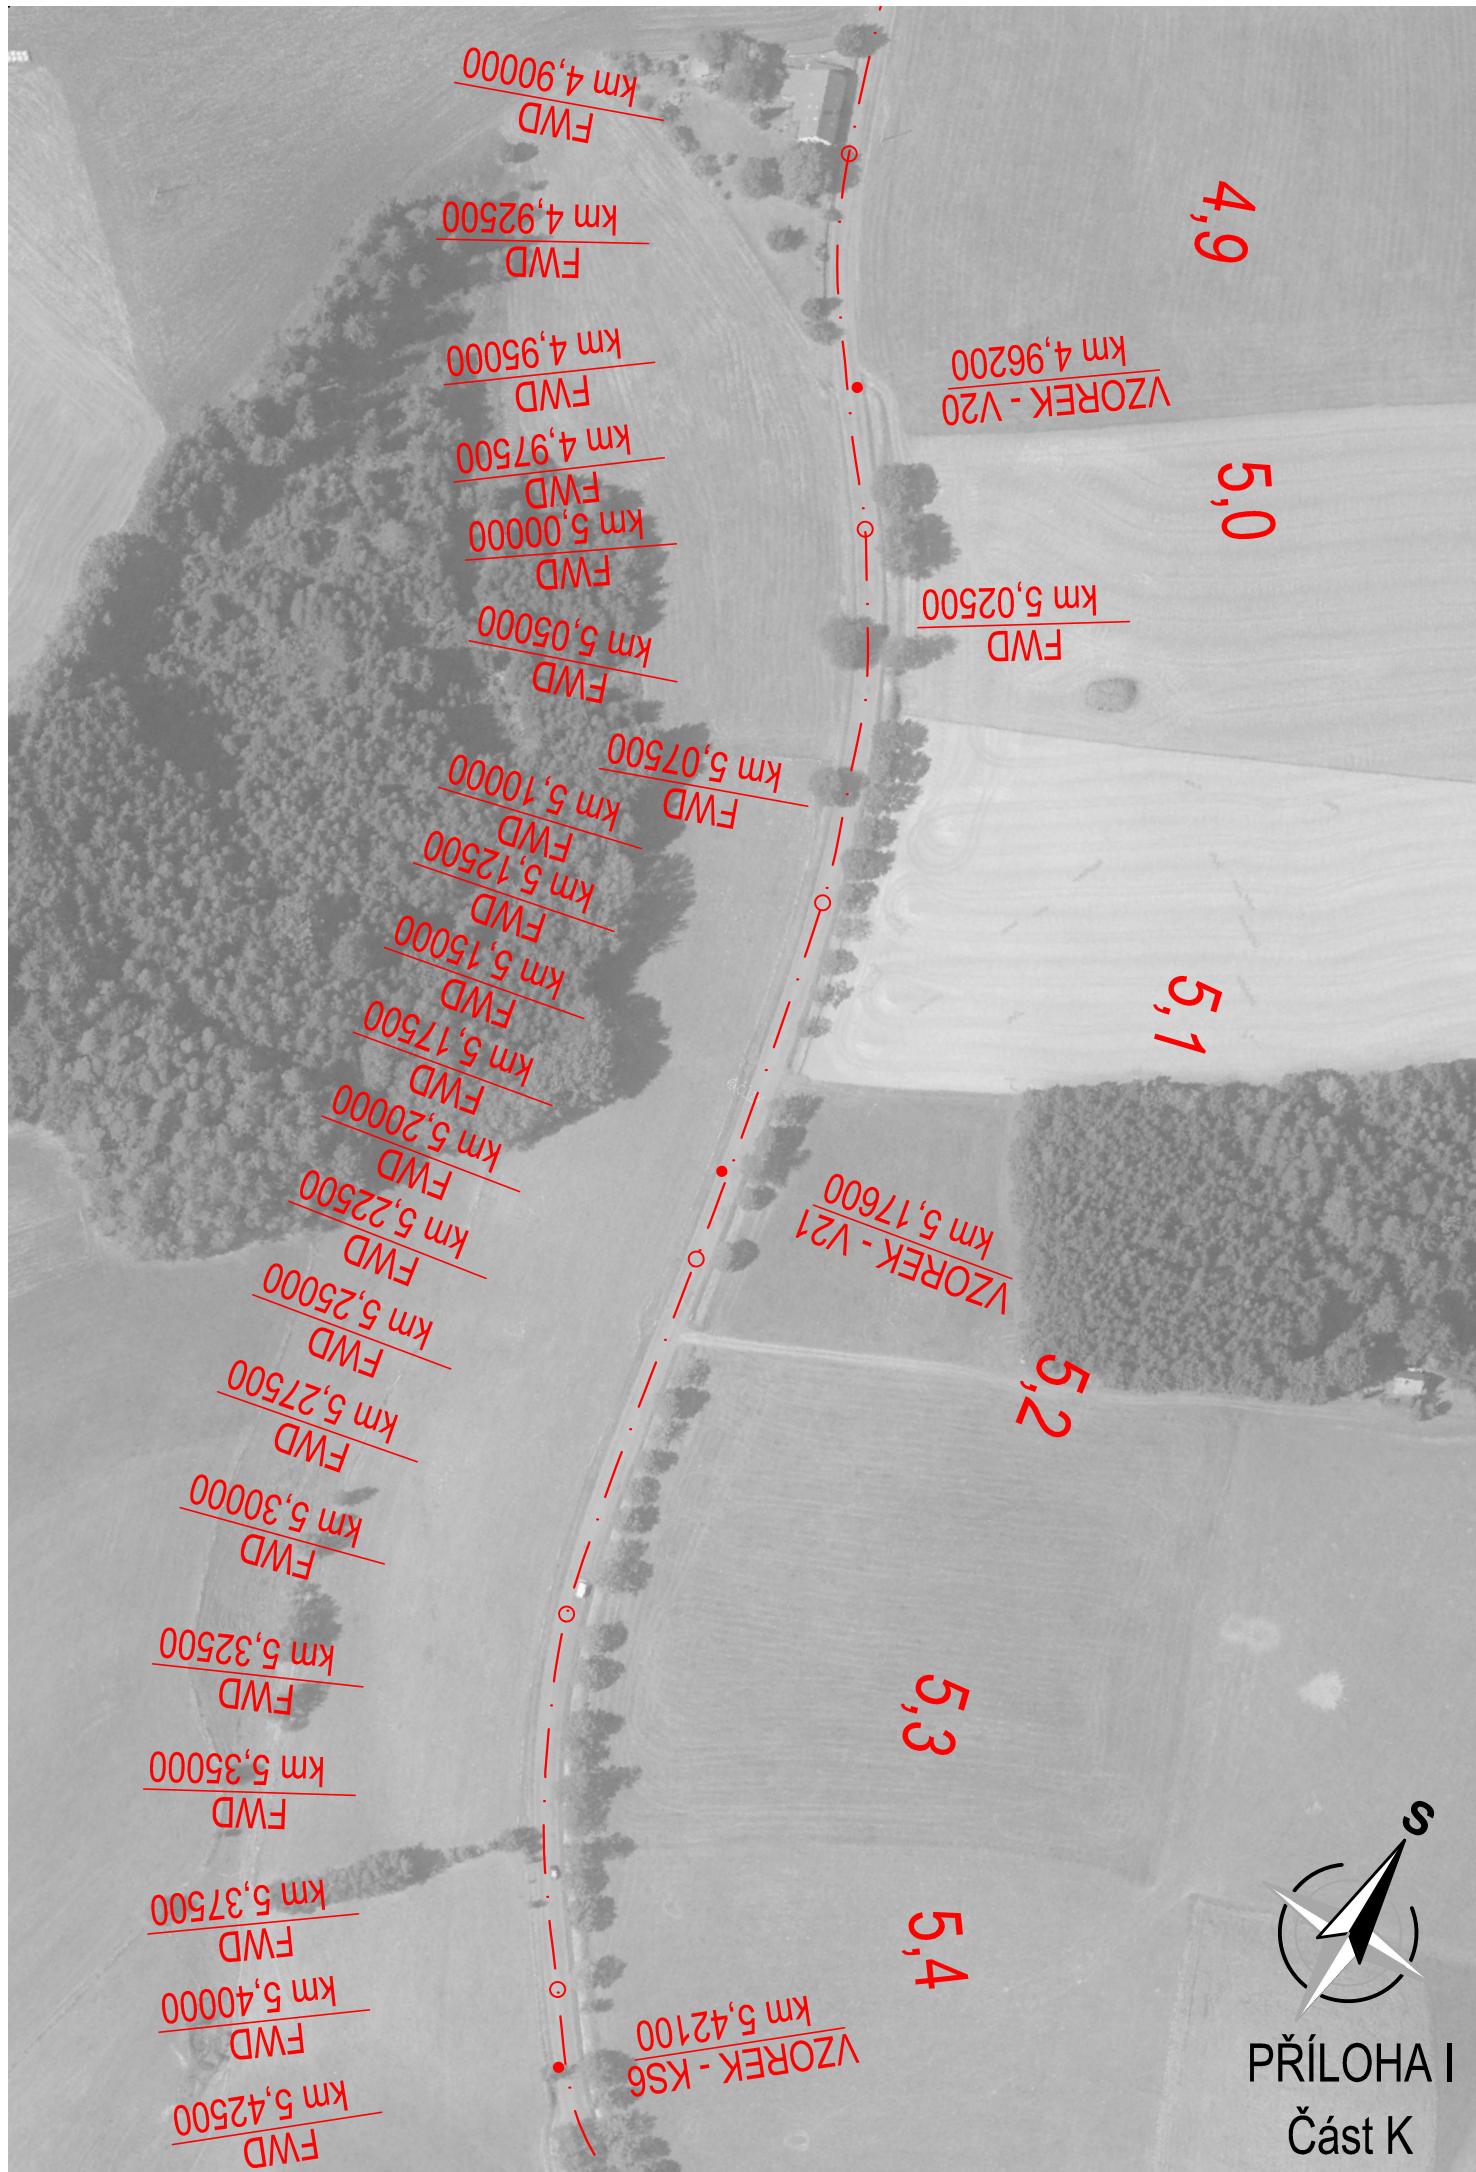 FWD
km 4,90000
FWD
km 4,92500
FWD
km 4,95000
FWD
km 4,97500
FWD
km 5,00000
FWD
km 5,05000
FWD
km 5,07500
FWD
km 5,10000
FWD
km 5,12500
FWD
km 5,15000
FWD
km 5,17500
FWD
km 5,20000
FWD
km 5,22500
FWD
km 5,25000
FWD
km 5,27500
FWD
km 5,30000
FWD
km 5,32500
FWD
km 5,35000
FWD
km 5,37500
FWD
km 5,40000
FWD
km 5,42500
4,9
VZOREK - V20
km 4,96200
5,0
FWD
km 5,02500
5,1
VZOREK - V21
km 5,17600
5,2
5,3
5,4
VZOREK - KS6
km 5,42100
S
PŘÍLOHA I
Část K